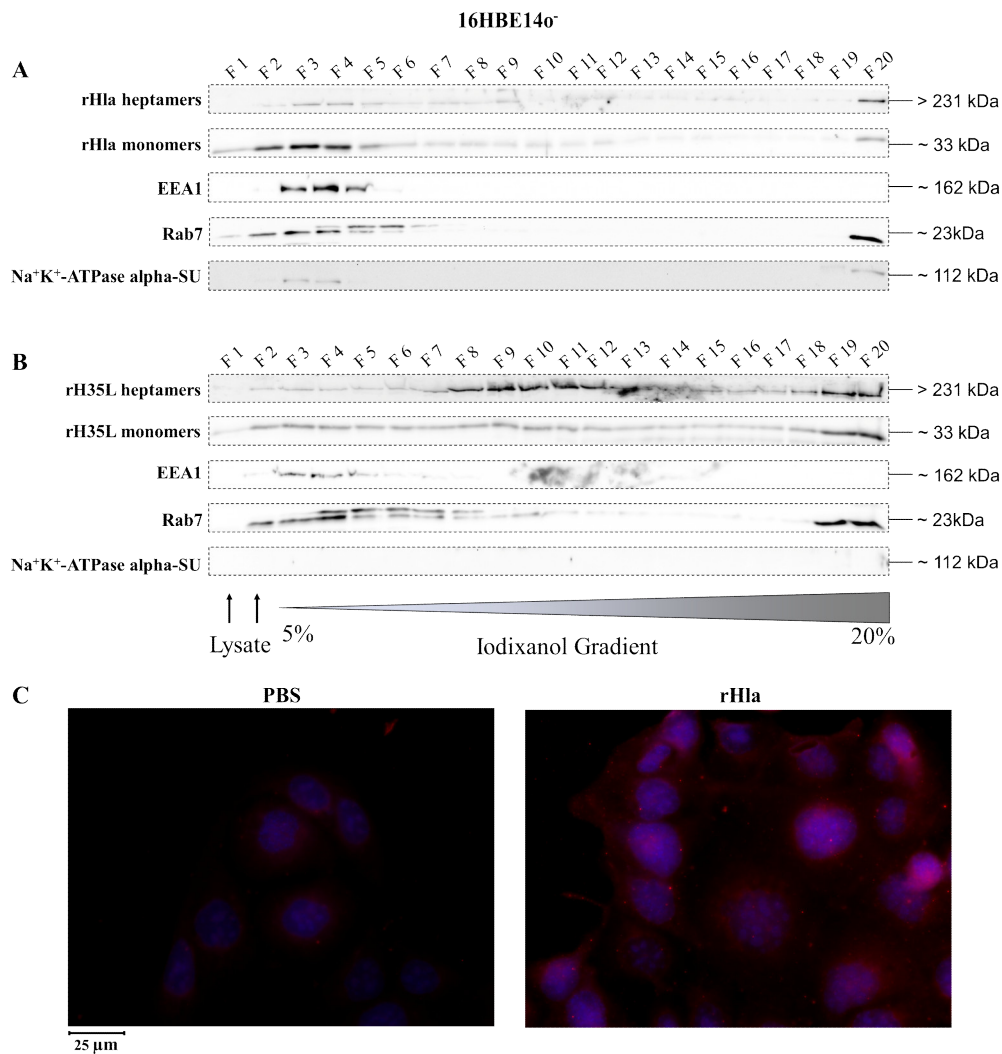 16HBE14o⁻
A
F 1 F 2 F 3 F 4 F 5 F 6 F 7 F 8 F 9 F 10 F 11 F 12 F 13 F 14 F 15 F 16 F 17 F 18 F 19 F 20
rHla heptamers > 231 kDa
rHla monomers ~ 33 kDa
EEA1 ~ 162 kDa
Rab7 ~ 23kDa
Na⁺K⁺-ATPase alpha-SU ~ 112 kDa
B
F 1 F 2 F 3 F 4 F 5 F 6 F 7 F 8 F 9 F 10 F 11 F 12 F 13 F 14 F 15 F 16 F 17 F 18 F 19 F 20
rH35L heptamers > 231 kDa
rH35L monomers ~ 33 kDa
EEA1 ~ 162 kDa
Rab7 ~ 23kDa
Na⁺K⁺-ATPase alpha-SU ~ 112 kDa
Lysate 5% Iodixanol Gradient 20%
C
PBS rHla
25 µm